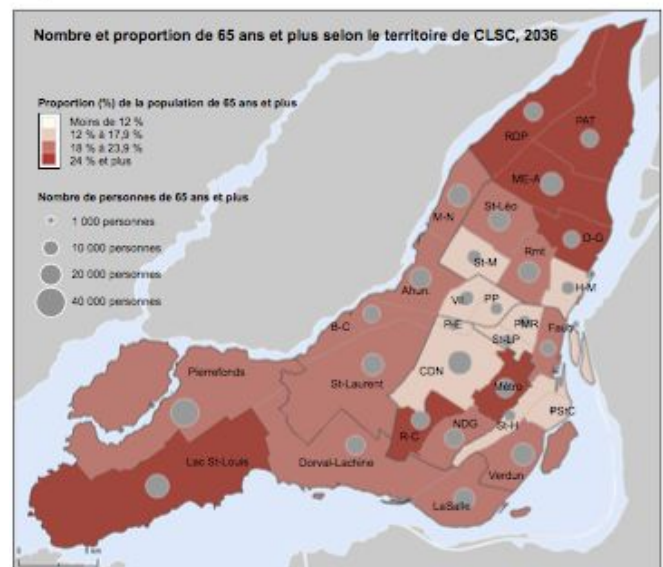 Nombre et proportion de 65 ans et plus selon le territoire de CLSC, 2036
Proportion (%) de la population de 65 ans et plus
Moins de 12 %
12 % à 17,9 %
18 % à 23,9 %
24 % et plus
Nombre de personnes de 65 ans et plus
1 000 personnes
10 000 personnes
20 000 personnes
40 000 personnes
RDP
PAT
ME-A
M-N
St-Léo
O-G
St-M
Rmt
Ahun.
H-M
VII
PP
B-C
PeE
PMR
Faub
St-LP
Pierrefonds
St-Laurent
CDN
Métro
PStC
R-C
NDG
St-H
Lac St-Louis
Dorval-Lachine
Verdun
LaSalle